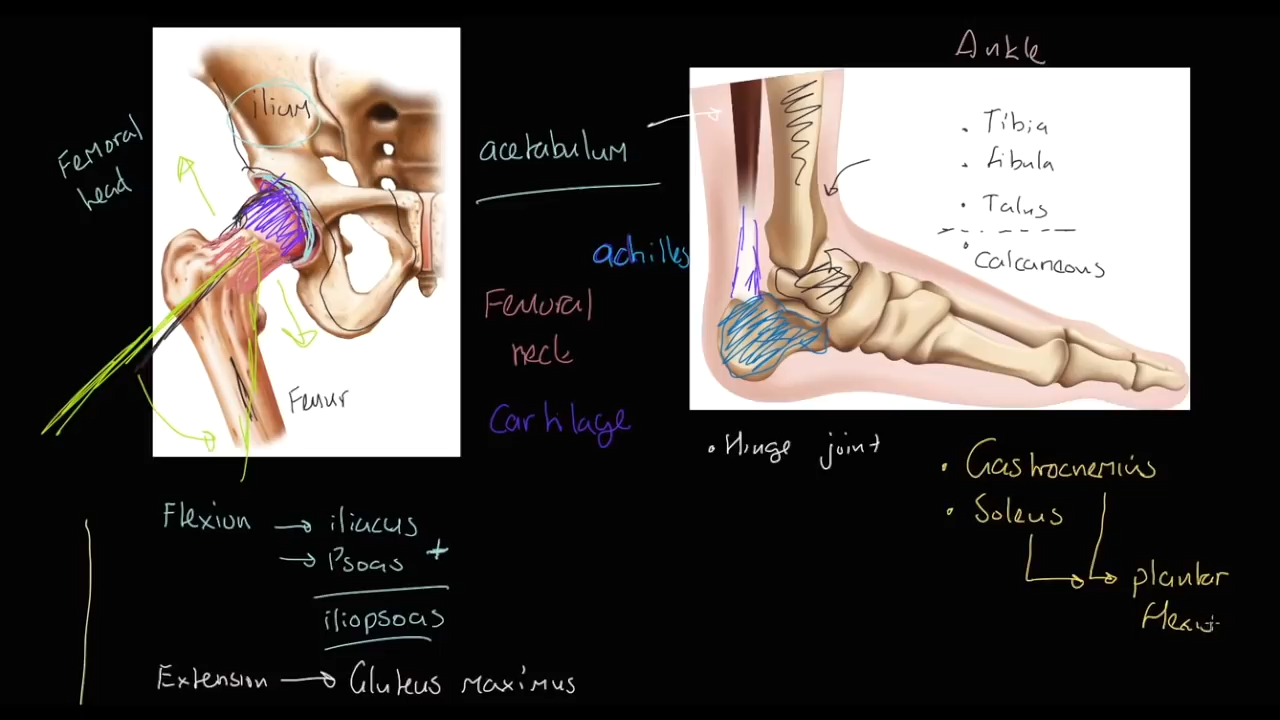 Ankle
ilium
Femoral
head
acetabulum
achilles
Femoral
neck
Cartilage
Femur
. Tibia
. fibula
. Talus
. Calcaneous
. Hinge joint
. Gastrocnemius
. Soleus
plantar
Flexion → iliacus
→ Psoas +
iliopsoas
Extension → Gluteus maximus